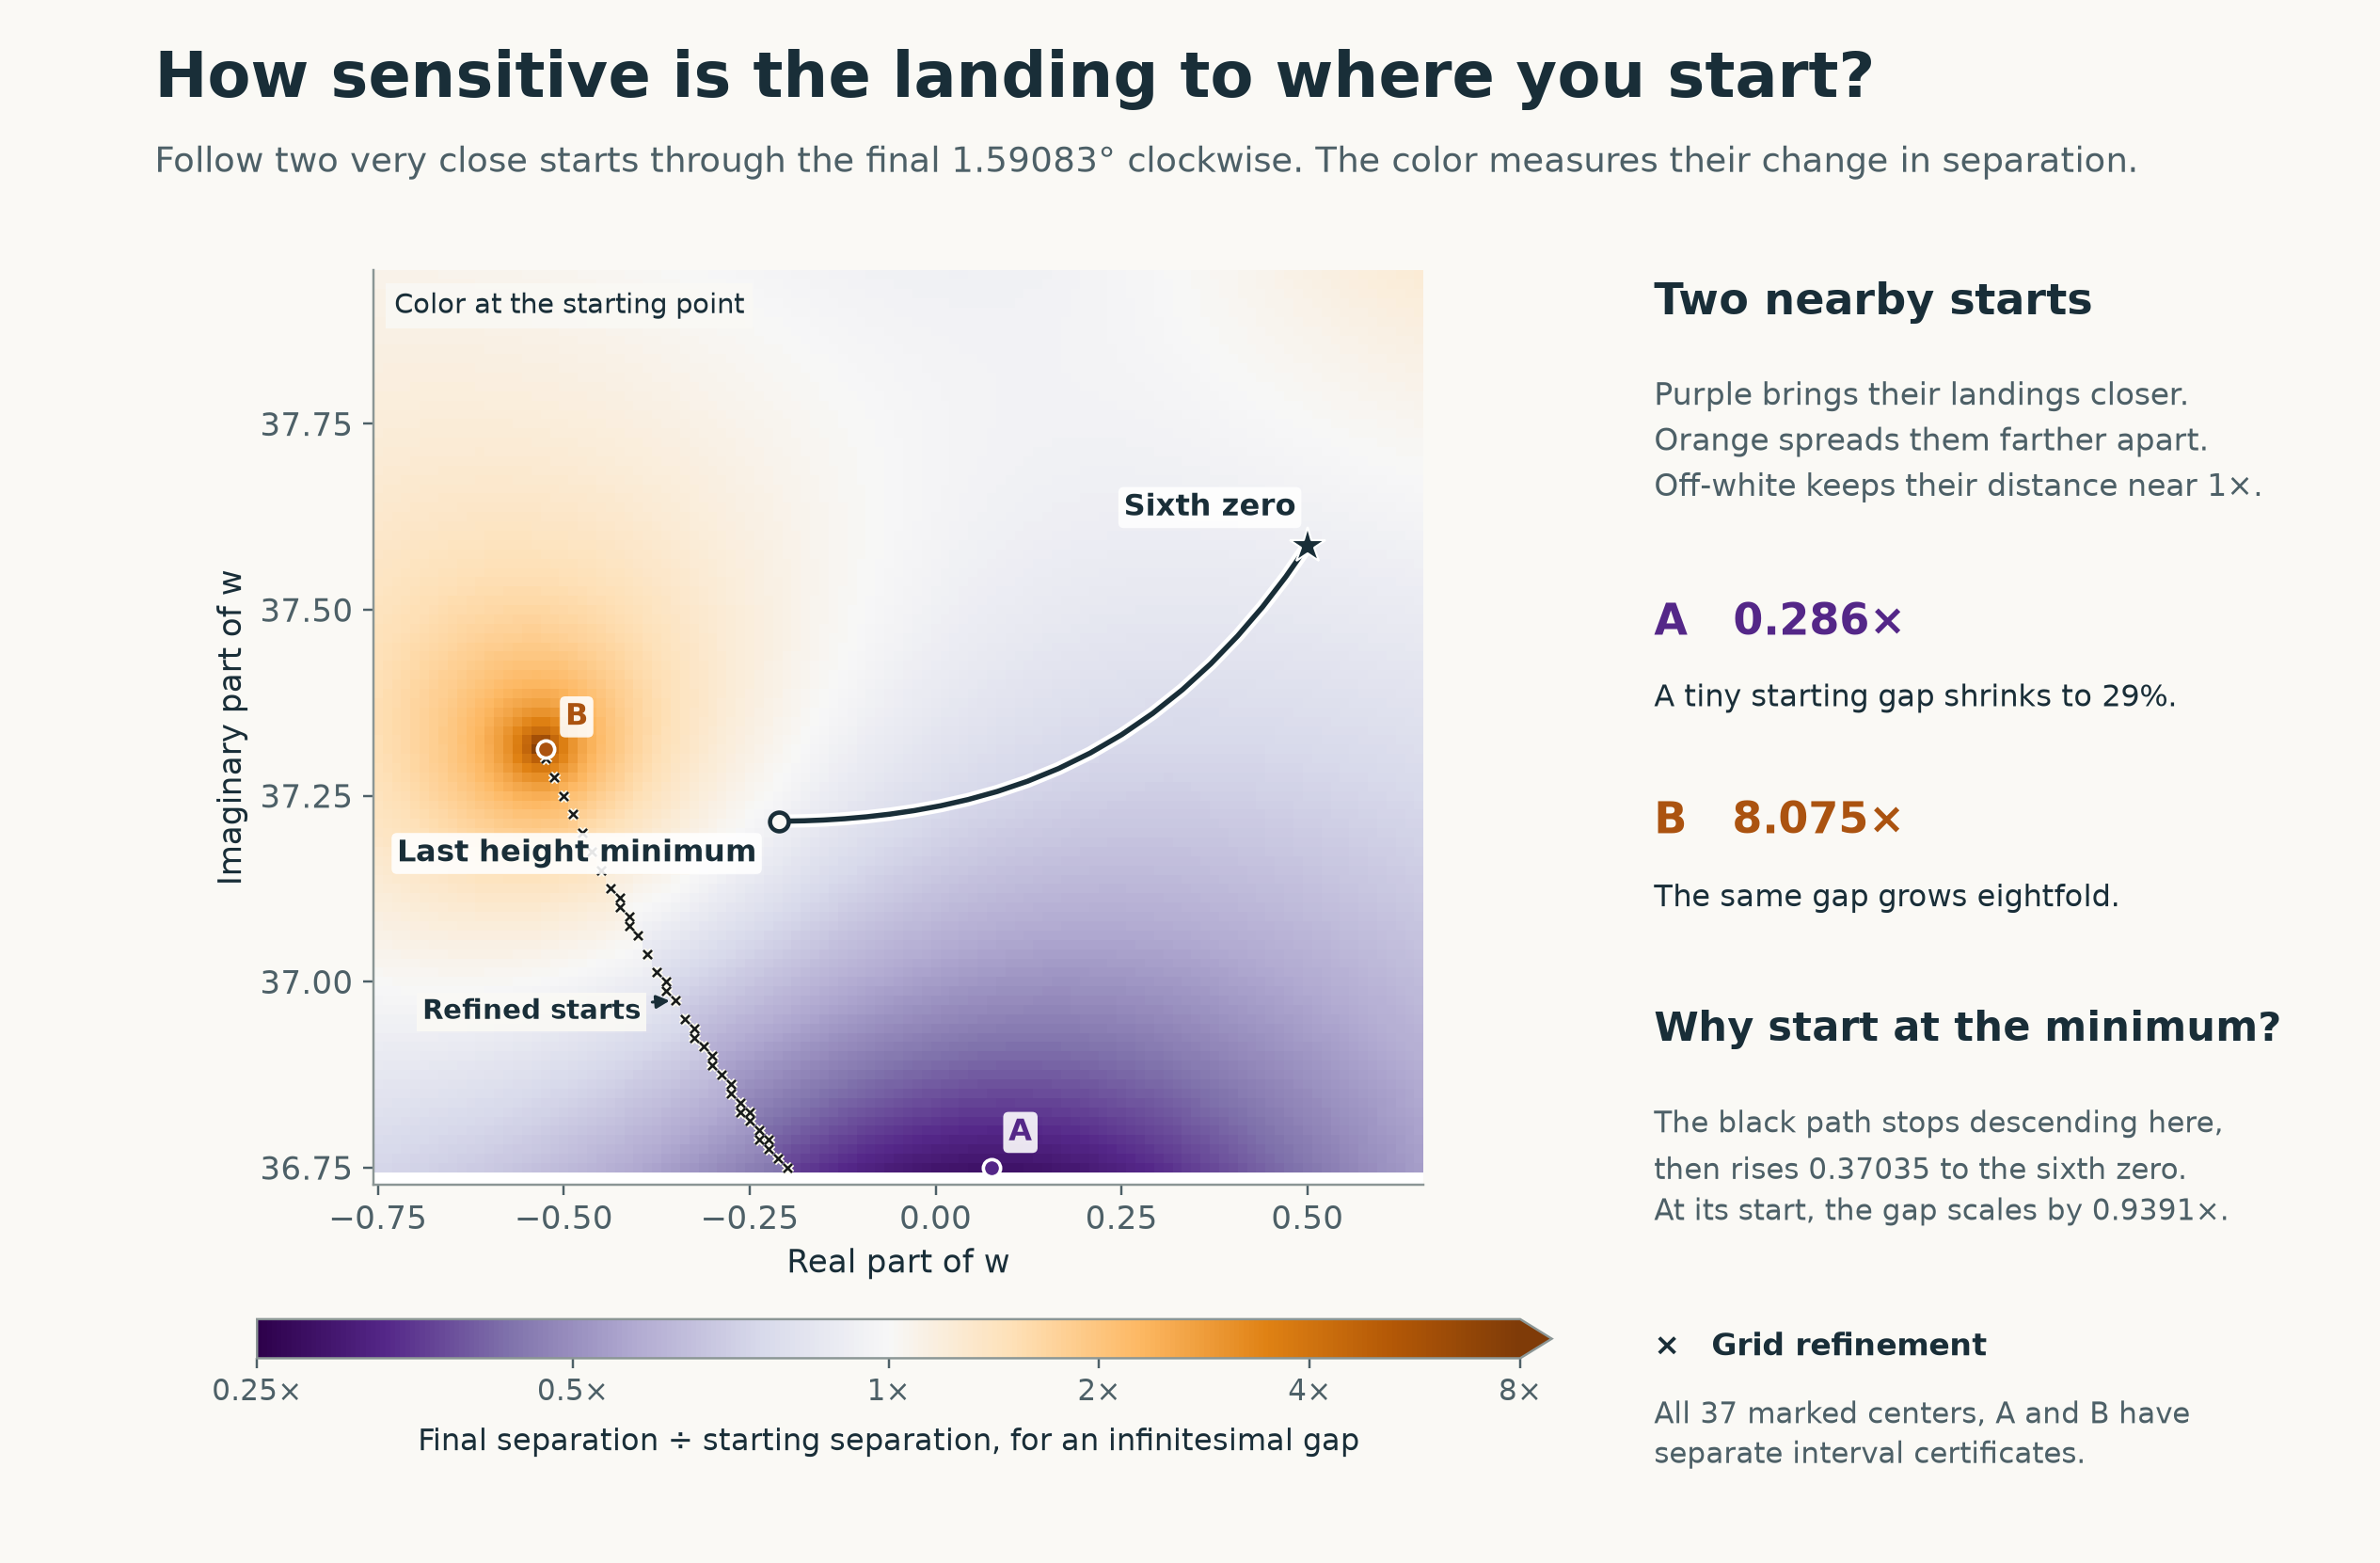 How sensitive is the landing to where you start?
Follow two very close starts through the final 1.59083° clockwise. The color measures their change in separation.
Color at the starting point
Sixth zero
B
Last height minimum
Refined starts
A
37.75
37.50
37.25
37.00
36.75
Imaginary part of w
−0.75
−0.50
−0.25
0.00
0.25
0.50
Real part of w
0.25×
0.5×
1×
2×
4×
8×
Final separation ÷ starting separation, for an infinitesimal gap
Two nearby starts
Purple brings their landings closer.
Orange spreads them farther apart.
Off-white keeps their distance near 1×.
A 0.286×
A tiny starting gap shrinks to 29%.
B 8.075×
The same gap grows eightfold.
Why start at the minimum?
The black path stops descending here,
then rises 0.37035 to the sixth zero.
At its start, the gap scales by 0.9391×.
× Grid refinement
All 37 marked centers, A and B have
separate interval certificates.